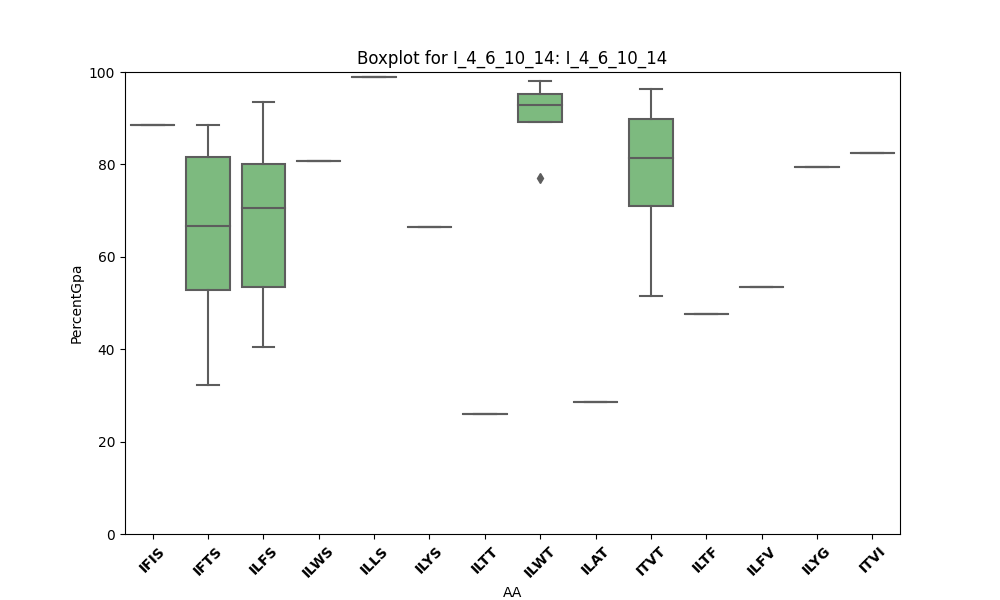 Boxplot for I_4_6_10_14: I_4_6_10_14
100
80
60
40
20
0
PercentGpa
IFIS IFTS ILFS ILWS ILLS ILYS ILTT ILWT ILAT ITVT ILTF ILFV ILYG ITVI
AA